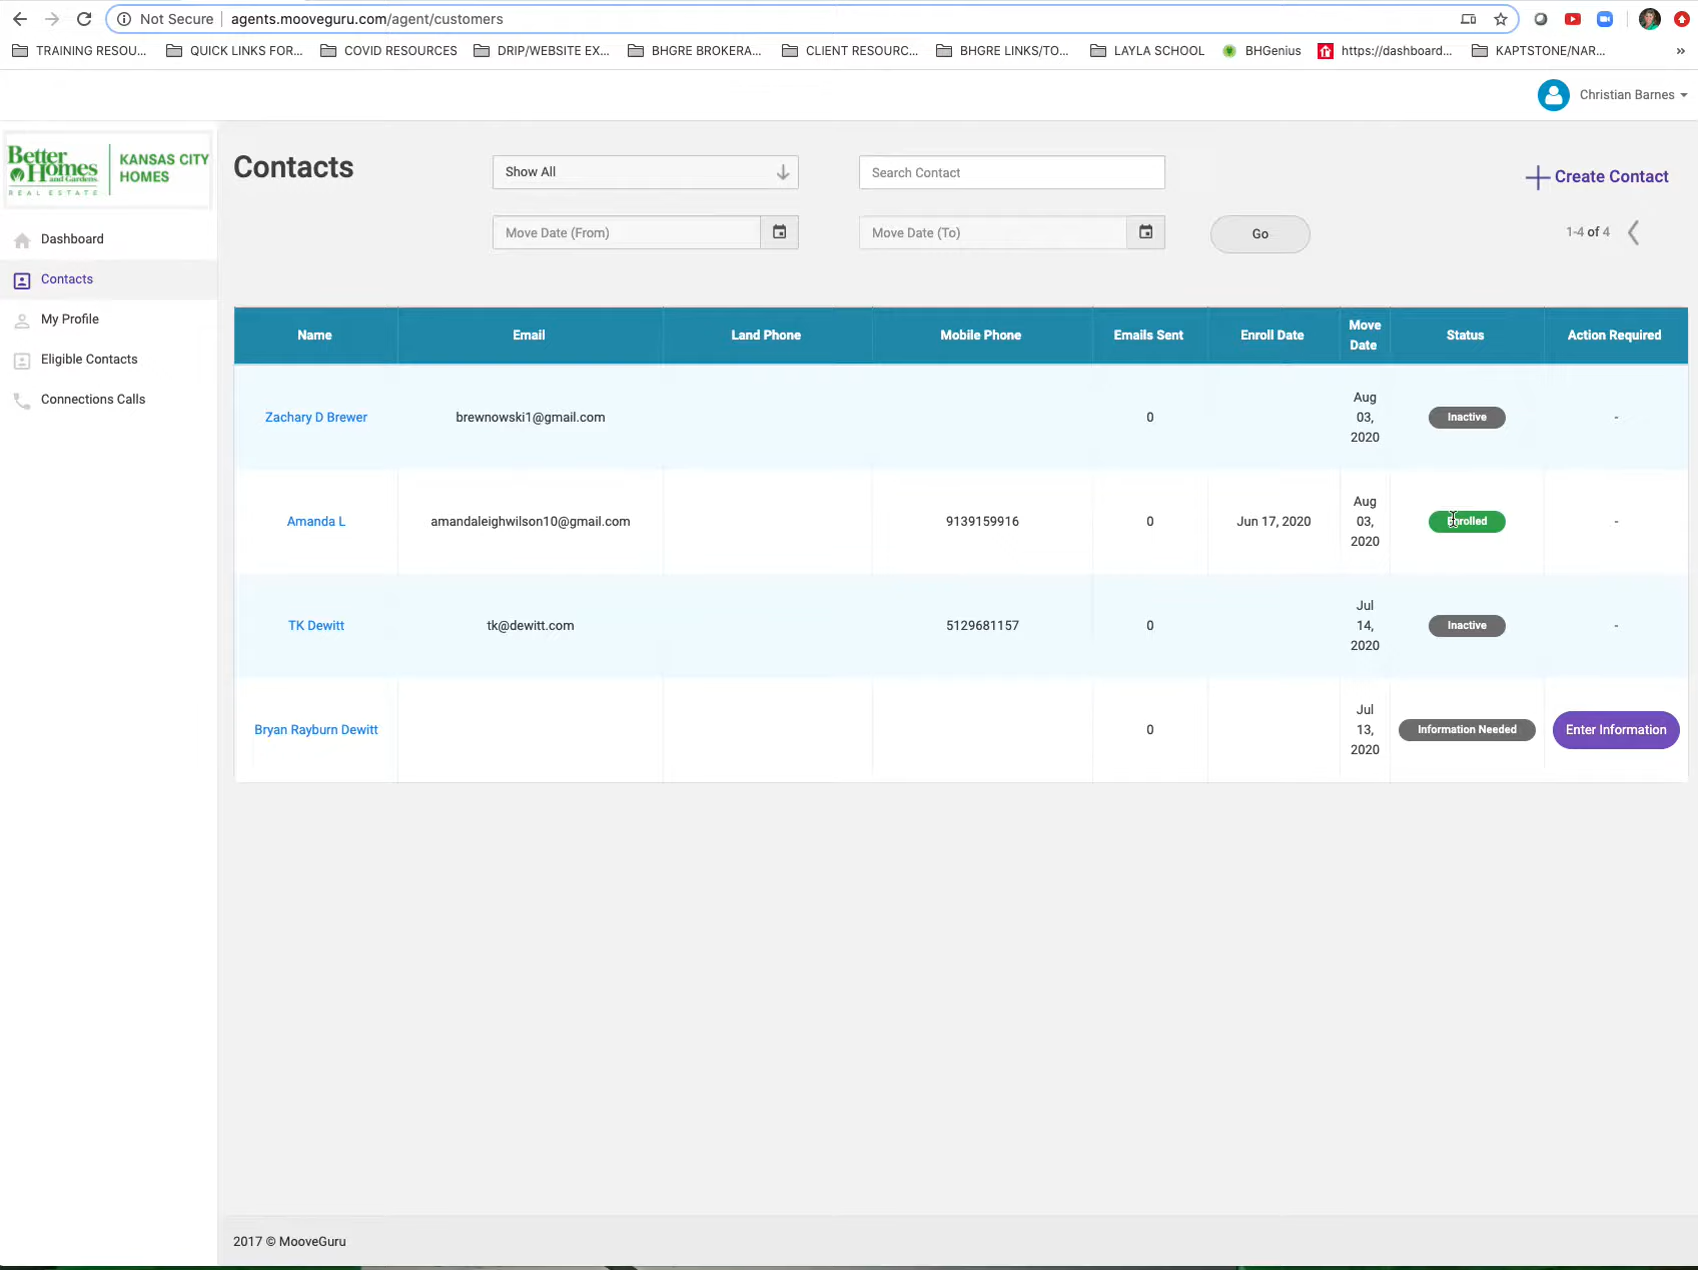 Not Secure | agents.mooveguru.com/agent/customers
TRAINING RESOU...
QUICK LINKS FOR...
COVID RESOURCES
DRIP/WEBSITE EX...
BHGRE BROKERA...
CLIENT RESOURC...
BHGRE LINKS/TO...
LAYLA SCHOOL
BHGenius
https://dashboard...
KAPTSTONE/NAR...
»
Christian Barnes
Better Homes and Gardens REAL ESTATE
KANSAS CITY HOMES
Dashboard
Contacts
My Profile
Eligible Contacts
Connections Calls
Contacts
Show All
Search Contact
Create Contact
Move Date (From)
Move Date (To)
Go
1-4 of 4
Name Email Land Phone Mobile Phone Emails Sent Enroll Date Move Date Status Action Required
Zachary D Brewer brewnowski1@gmail.com 0 Aug 03, 2020 Inactive -
Amanda L amandaleighwilson10@gmail.com 9139159916 0 Jun 17, 2020 Aug 03, 2020 Enrolled -
TK Dewitt tk@dewitt.com 5129681157 0 Jul 14, 2020 Inactive -
Bryan Rayburn Dewitt 0 Jul 13, 2020 Information Needed Enter Information
2017 © MooveGuru